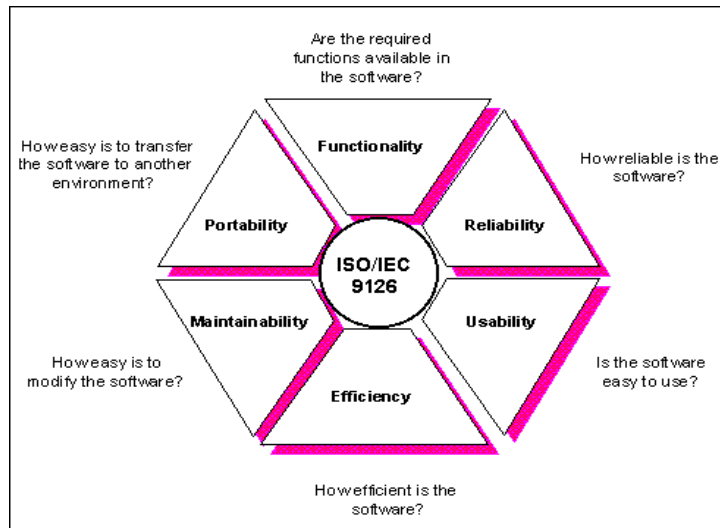 Are the required
functions available in
the software?
Functionality
How easy is to transfer
the software to another
environment?
Portability
How reliable is the
software?
Reliability
ISO/IEC
9126
Maintainability
How easy is to
modify the software?
Usability
Is the software
easy to use?
Efficiency
How efficient is the
software?